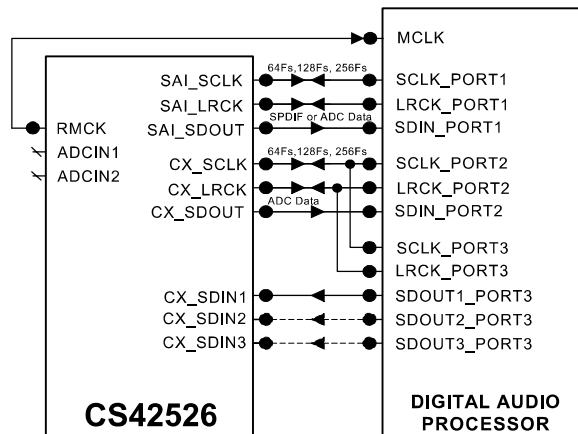 MCLK
64Fs,128Fs, 256Fs
SAI_SCLK
SCLK_PORT1
SAI_LRCK
LRCK_PORT1
SPDIF or ADC Data
RMCK
SAI_SDOUT
SDIN_PORT1
ADCIN1
64Fs,128Fs, 256Fs
CX_SCLK
SCLK_PORT2
ADCIN2
CX_LRCK
LRCK_PORT2
ADC Data
CX_SDOUT
SDIN_PORT2
SCLK_PORT3
LRCK_PORT3
CX_SDIN1
SDOUT1_PORT3
CX_SDIN2
SDOUT2_PORT3
CX_SDIN3
SDOUT3_PORT3
CS42526
DIGITAL AUDIO
PROCESSOR